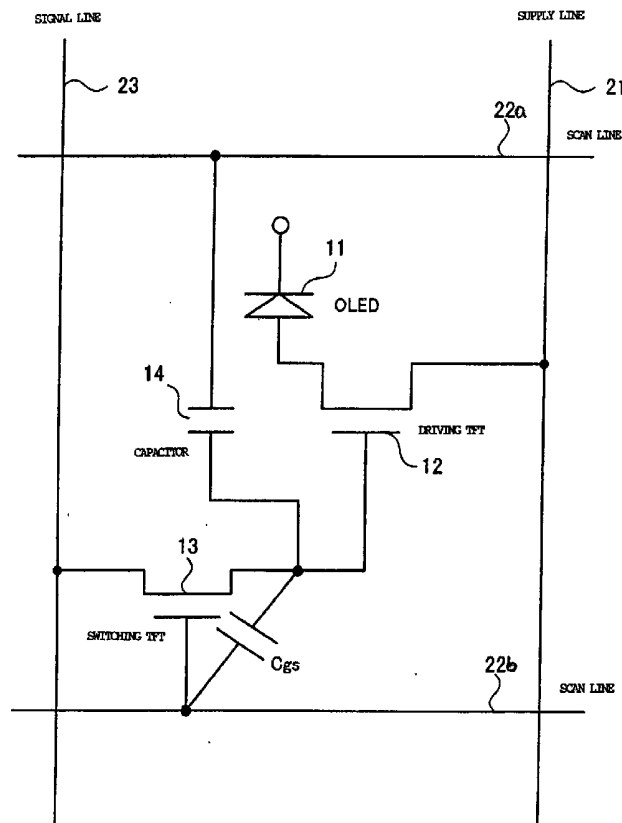 SIGNAL LINE
SUPPLY LINE
23
21
22a
SCAN LINE
11
OLED
14
CAPACITOR
DRIVING TFT
12
13
SWITCHING TFT
Cgs
22b
SCAN LINE